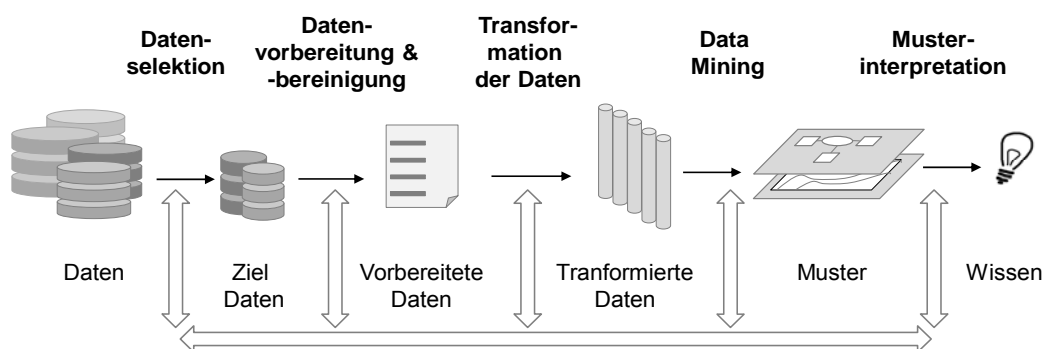 Daten-
selektion
Daten-
vorbereitung &
-bereinigung
Transfor-
mation
der Daten
Data
Mining
Muster-
interpretation
Daten
Ziel
Daten
Vorbereitete
Daten
Tranformierte
Daten
Muster
Wissen